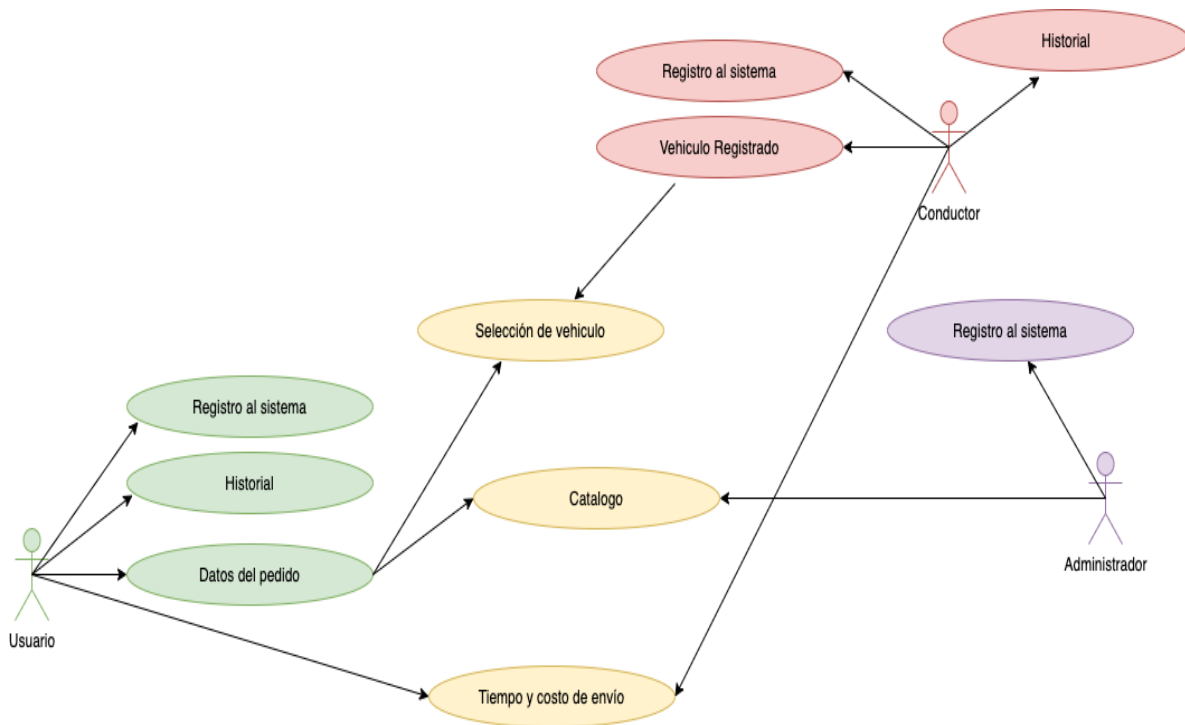 Historial
Registro al sistema
Vehiculo Registrado
Conductor
Selección de vehiculo
Registro al sistema
Registro al sistema
Historial
Catalogo
Administrador
Datos del pedido
Usuario
Tiempo y costo de envío